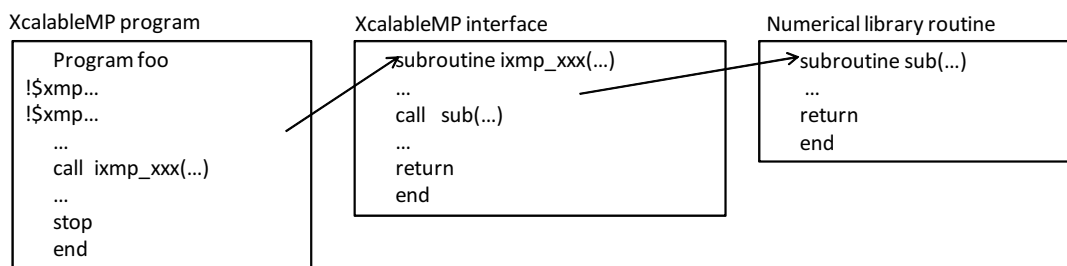 XcalableMP program
Program foo
!$xmp…
!$xmp…
…
call ixmp_xxx(…)
…
stop
end
XcalableMP interface
subroutine ixmp_xxx(…)
…
call sub(…)
…
return
end
Numerical library routine
subroutine sub(…)
…
return
end